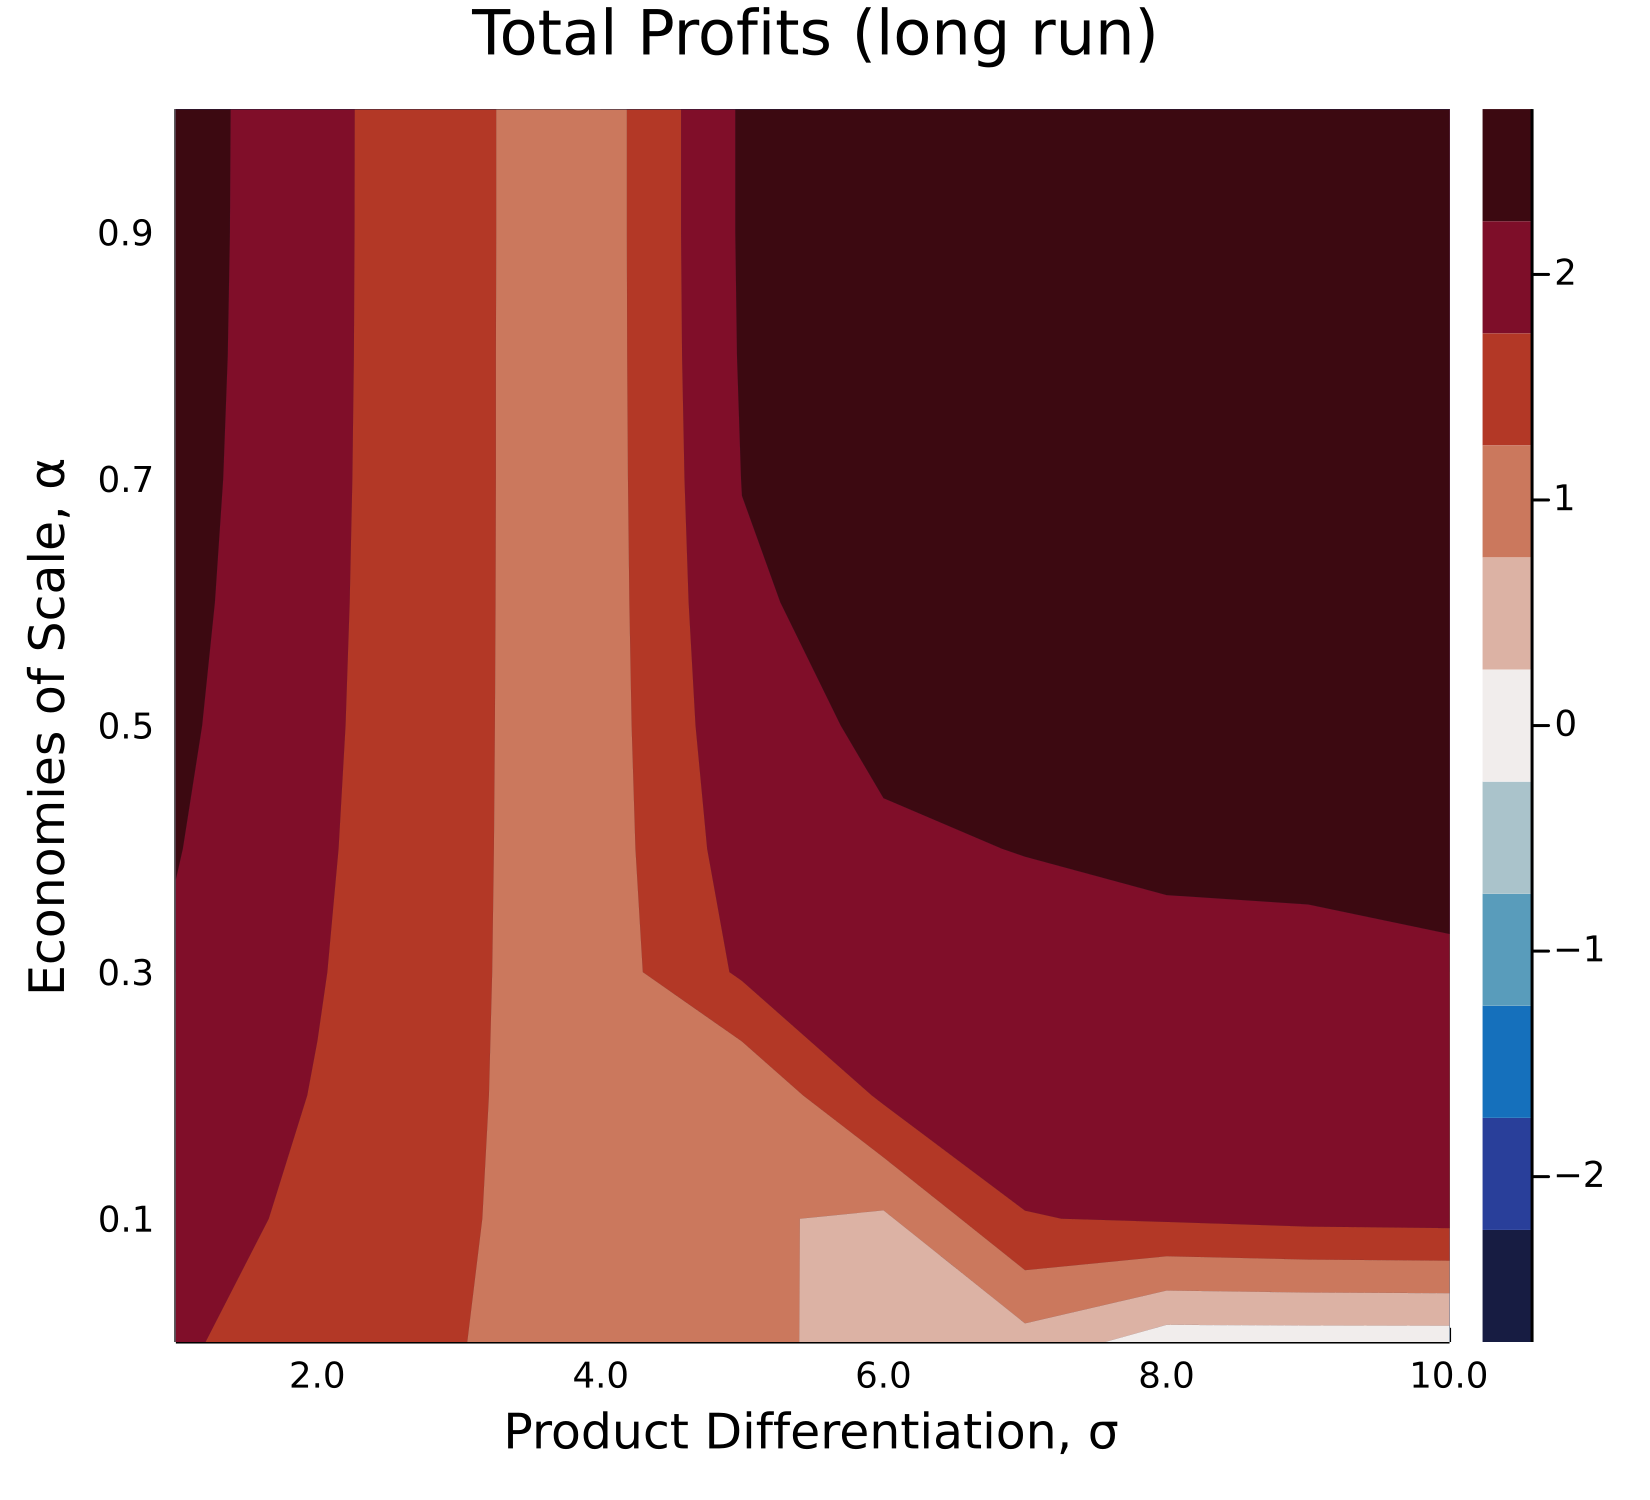 Total Profits (long run)
Economies of Scale, α
0.9
0.7
0.5
0.3
0.1
2.0 4.0 6.0 8.0 10.0
Product Differentiation, σ
2
1
0
−1
−2